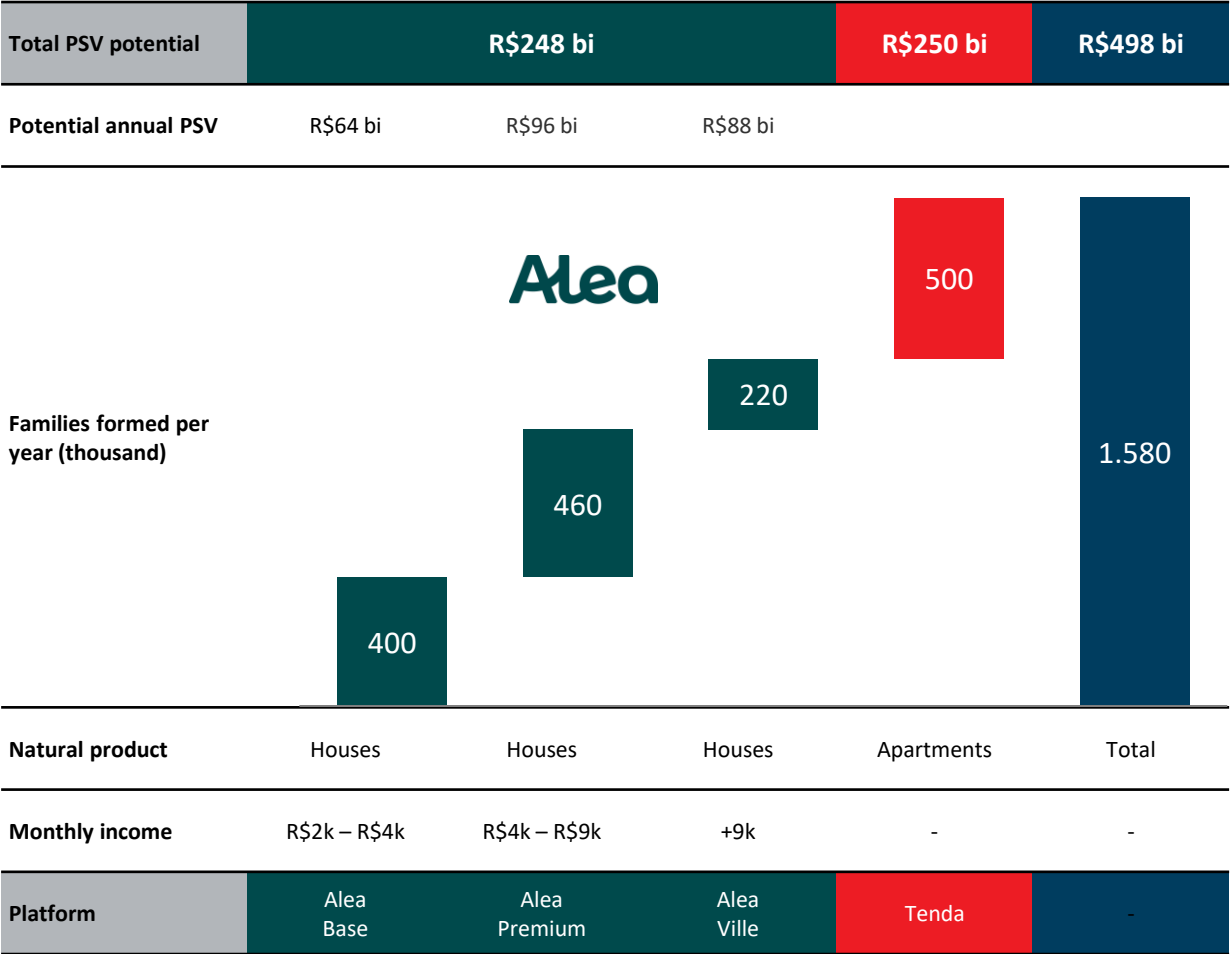 Total PSV potential
R$248 bi
R$250 bi
R$498 bi
Potential annual PSV
R$64 bi
R$96 bi
R$88 bi
Alea
500
220
Families formed per
year (thousand)
1.580
460
400
Natural product
Houses
Houses
Houses
Apartments
Total
Monthly income
R$2k – R$4k
R$4k – R$9k
+9k
-
-
Platform
Alea
Base
Alea
Premium
Alea
Ville
Tenda
-